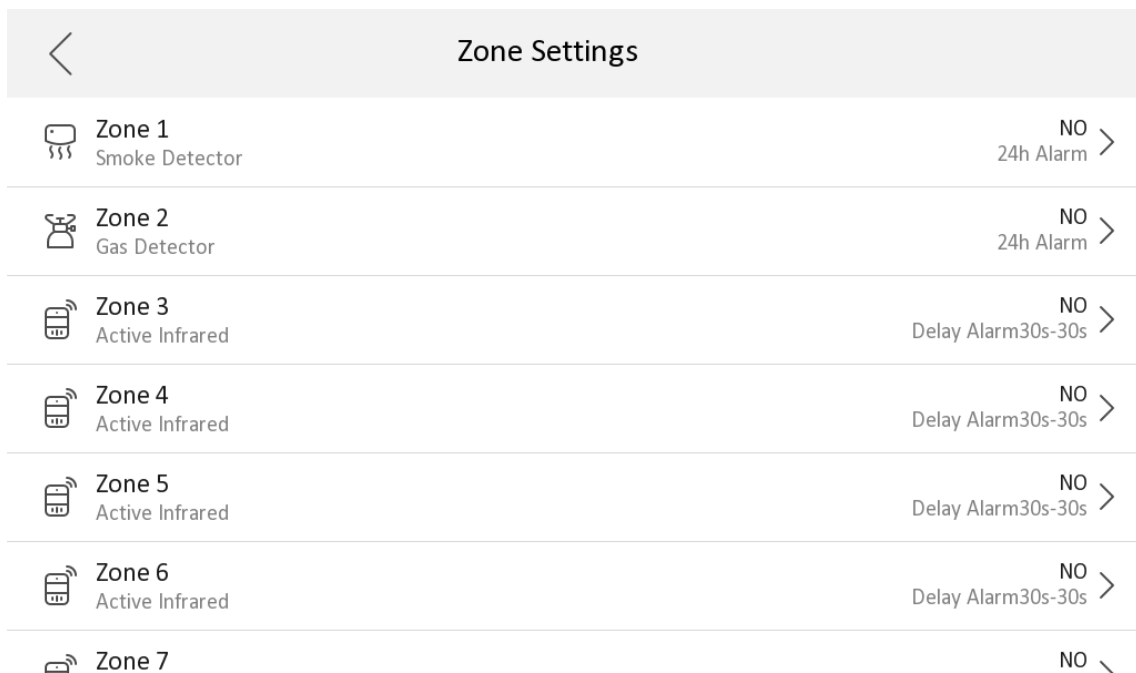 Zone Settings
Zone 1
NO
Smoke Detector
24h Alarm
Zone 2
NO
Gas Detector
24h Alarm
Zone 3
NO
Active Infrared
Delay Alarm30s-30s
Zone 4
NO
Active Infrared
Delay Alarm30s-30s
Zone 5
NO
Active Infrared
Delay Alarm30s-30s
Zone 6
NO
Active Infrared
Delay Alarm30s-30s
Zone 7
NO